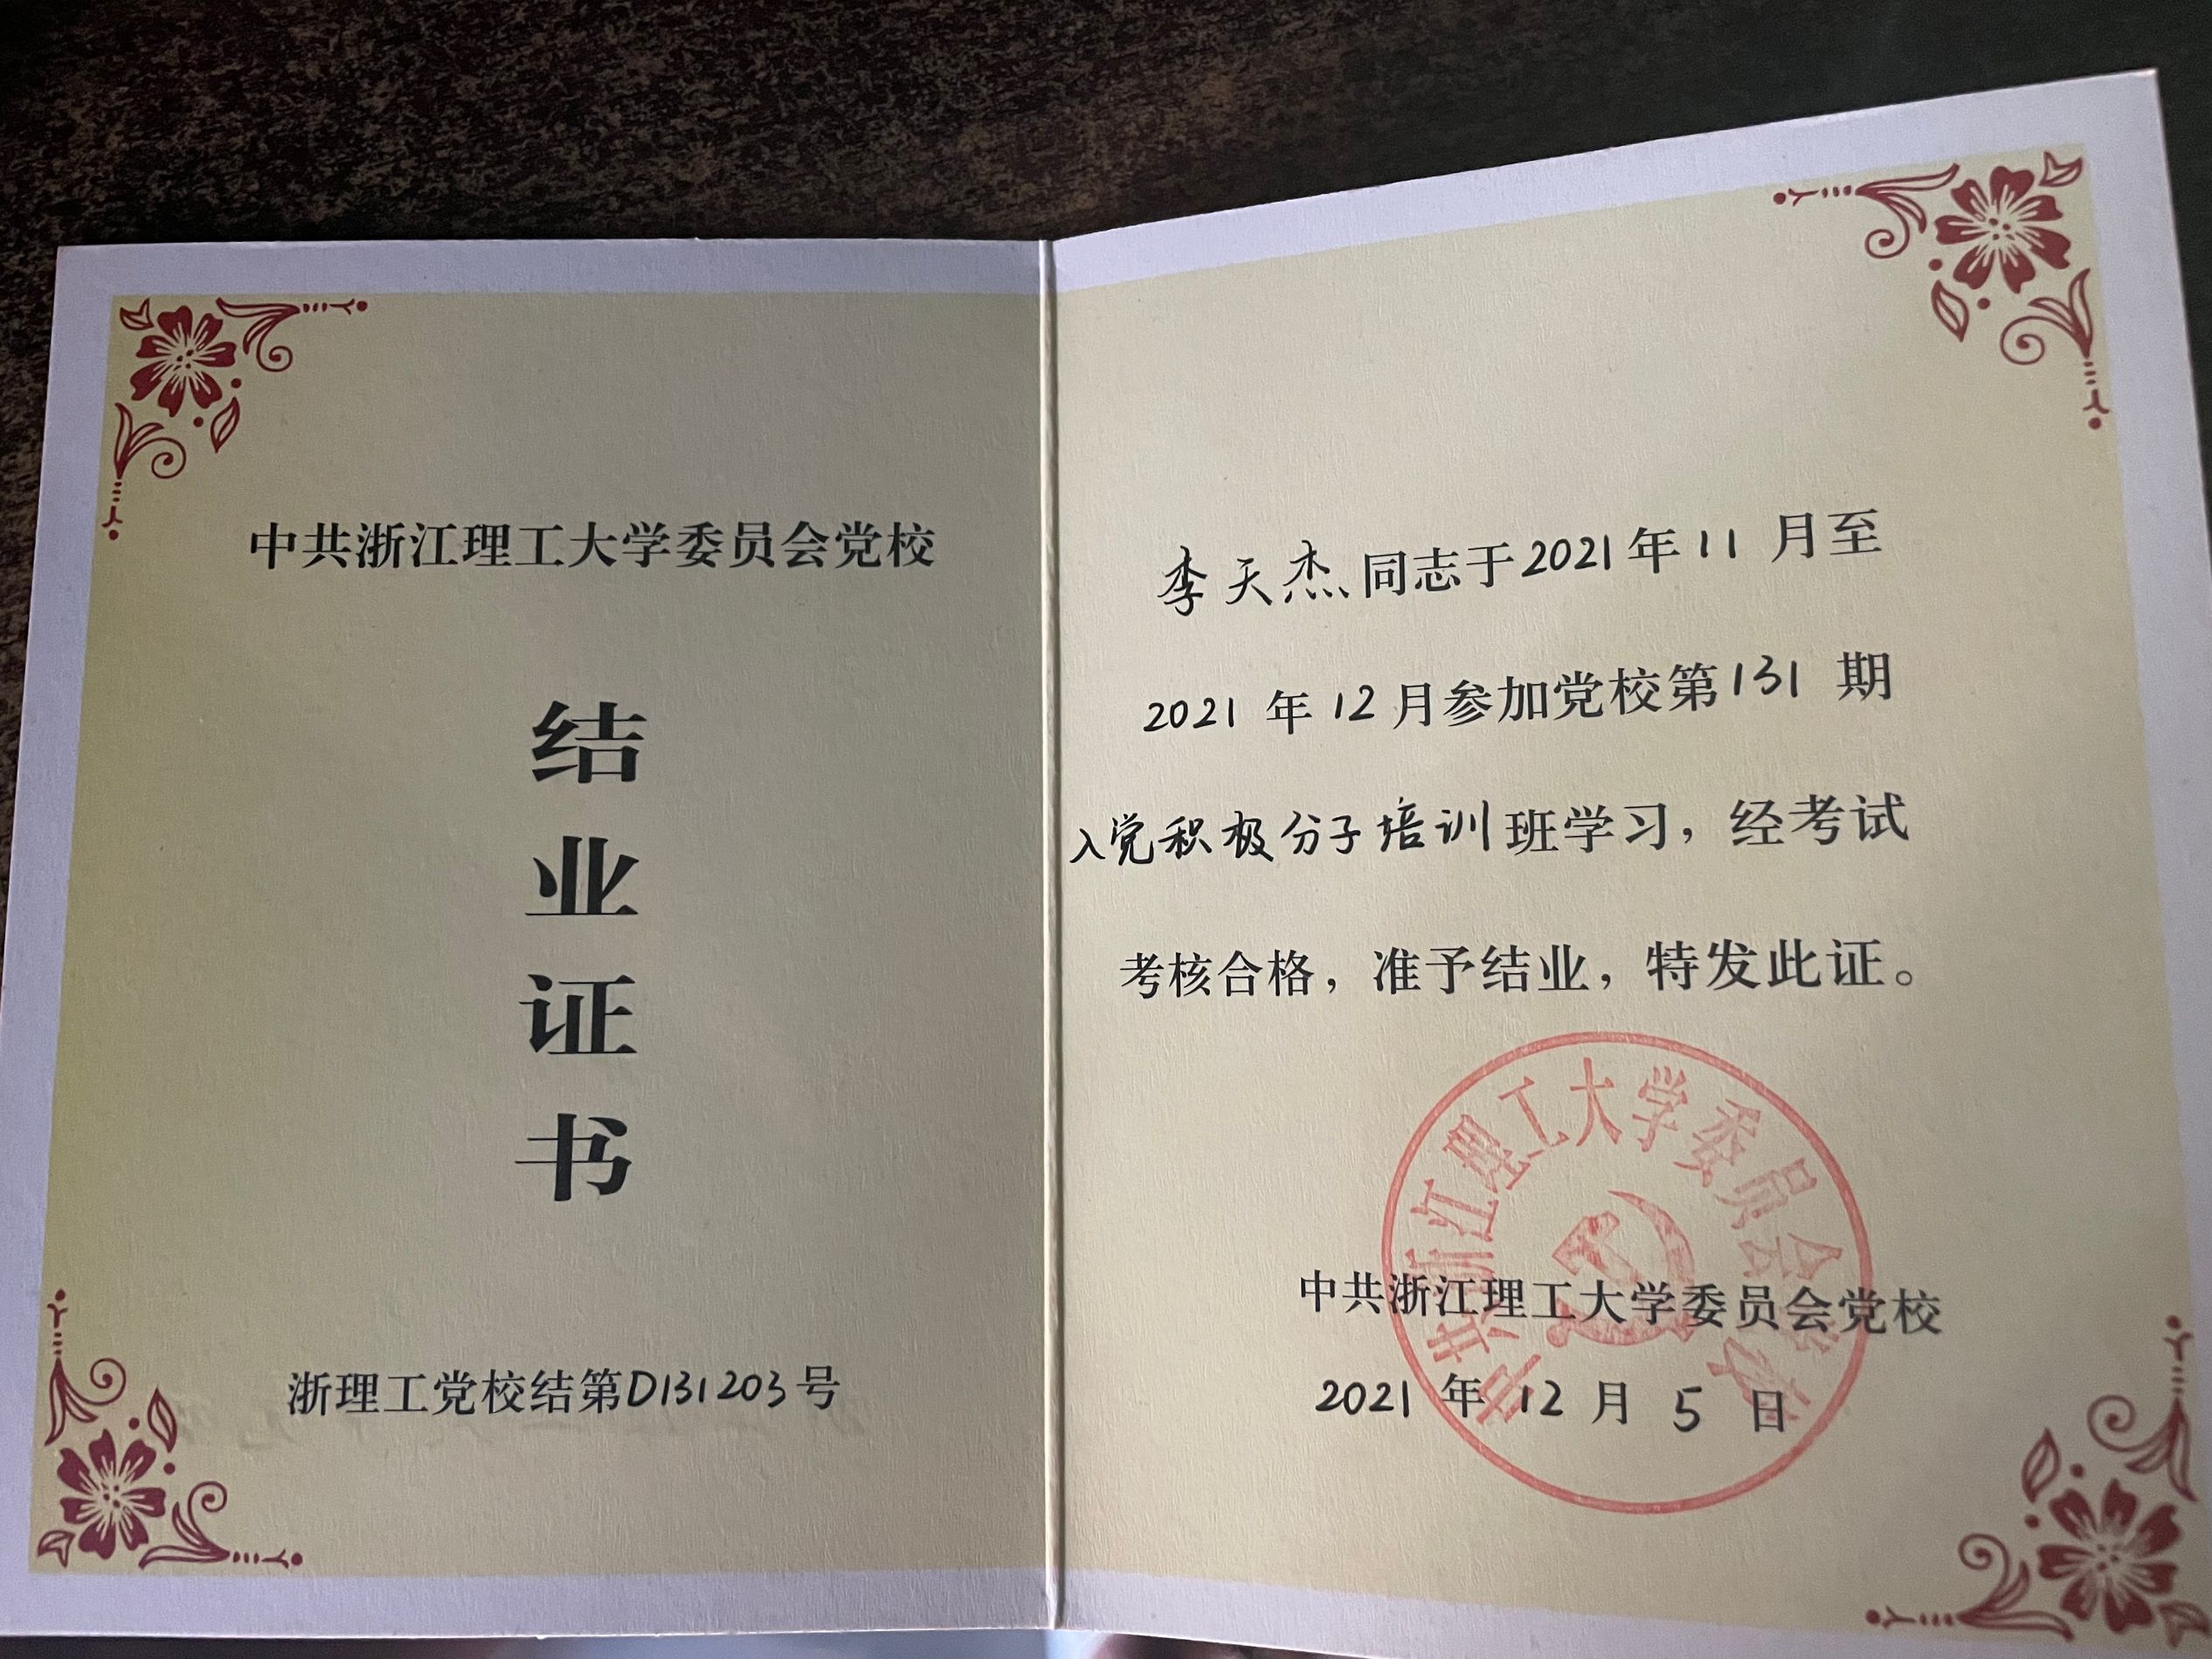 中共浙江理工大学委员会党校
结
业
证
书
浙理工党校结第D131203号
李天杰同志于2021年11月至
2021年12月参加党校第131期
入党积极分子培训班学习，经考试
考核合格，准予结业，特发此证。
中共浙江理工大学委员会党校
2021年12月5日
中共浙江理工大学委员会党校